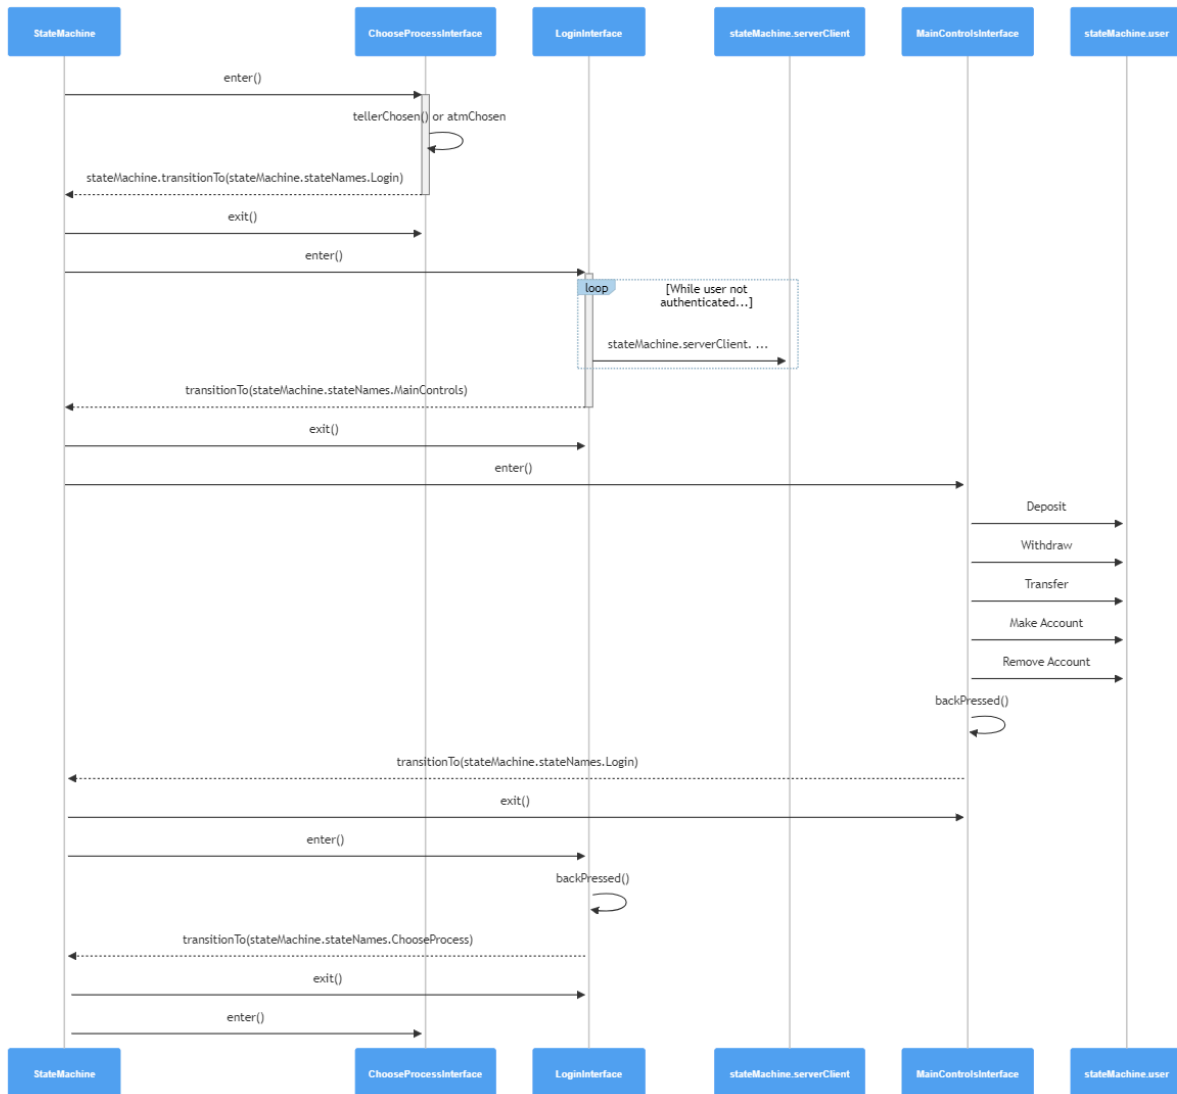 StateMachine
ChooseProcessInterface
LoginInterface
stateMachine.serverClient
MainControlsInterface
stateMachine.user
enter()
tellerChosen() or atmChosen
stateMachine.transitionTo(stateMachine.stateNames.Login)
exit()
enter()
loop
[While user not
authenticated...]
stateMachine.serverClient. ...
transitionTo(stateMachine.stateNames.MainControls)
exit()
enter()
Deposit
Withdraw
Transfer
Make Account
Remove Account
backPressed()
transitionTo(stateMachine.stateNames.Login)
exit()
enter()
backPressed()
transitionTo(stateMachine.stateNames.ChooseProcess)
exit()
enter()
StateMachine
ChooseProcessInterface
LoginInterface
stateMachine.serverClient
MainControlsInterface
stateMachine.user